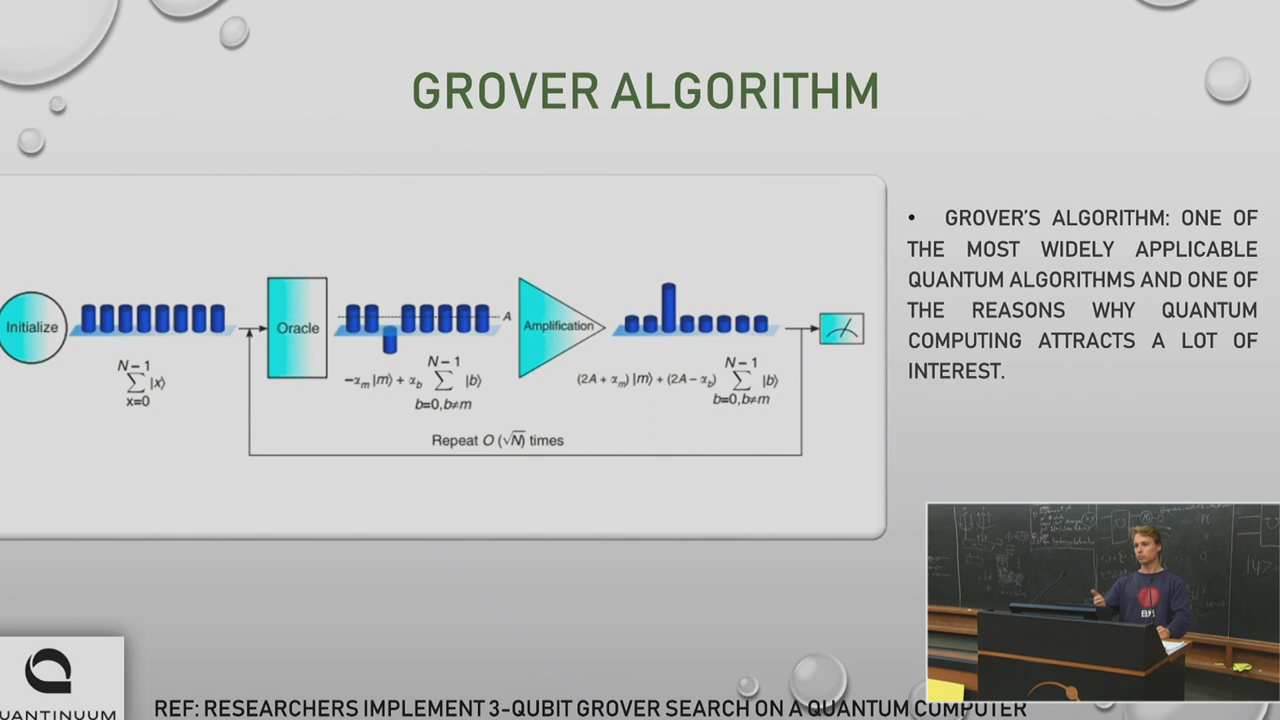 GROVER ALGORITHM
Initialize
Oracle
A
Amplification
N−1
∑ |x⟩
x=0
N−1
−αₘ |m⟩ + α_b ∑ |b⟩
b=0,b≠m
N−1
(2A + αₘ) |m⟩ + (2A − α_b) ∑ |b⟩
b=0,b≠m
Repeat O (√N) times
• GROVER'S ALGORITHM: ONE OF
THE MOST WIDELY APPLICABLE
QUANTUM ALGORITHMS AND ONE OF
THE REASONS WHY QUANTUM
COMPUTING ATTRACTS A LOT OF
INTEREST.
UANTINUUM
REF: RESEARCHERS IMPLEMENT 3-QUBIT GROVER SEARCH ON A QUANTUM COMPUTER